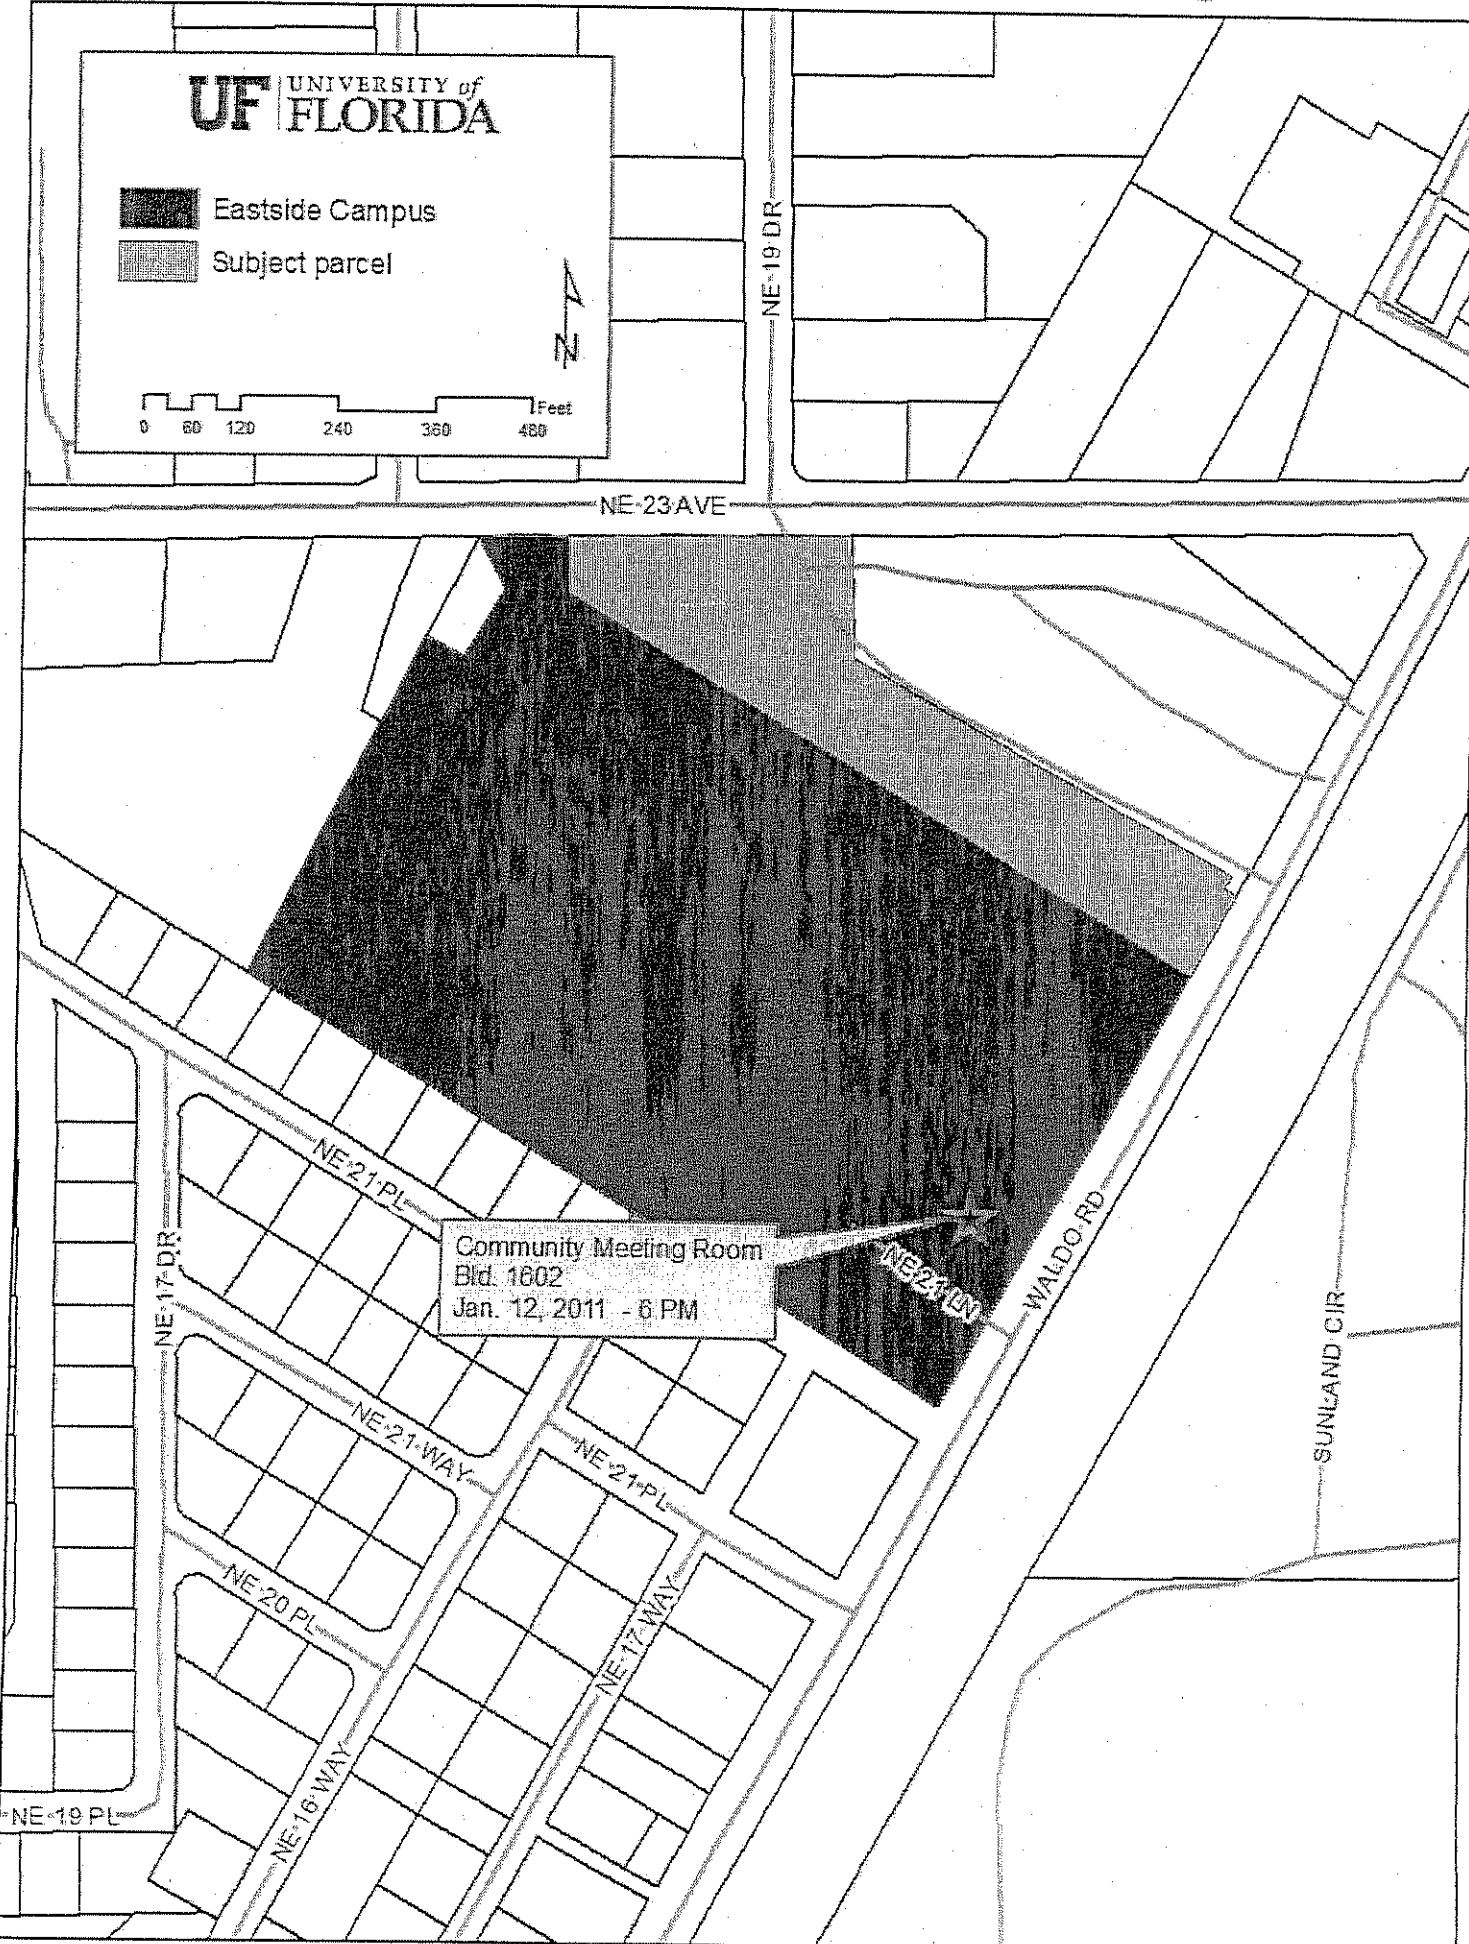 UF UNIVERSITY of
FLORIDA
Eastside Campus
Subject parcel
N
Feet
0 60 120 240 360 480
NE 19 DR
NE 23 AVE
NE 21 PL
NE 17 DR
Community Meeting Room
Bld. 1602
Jan. 12, 2011 - 6 PM
NE 21 LN
WALDO RD
SUNLAND CIR
NE 21 WAY
NE 21 PL
NE 20 PL
NE 17 WAY
NE 16 WAY
NE 19 PL